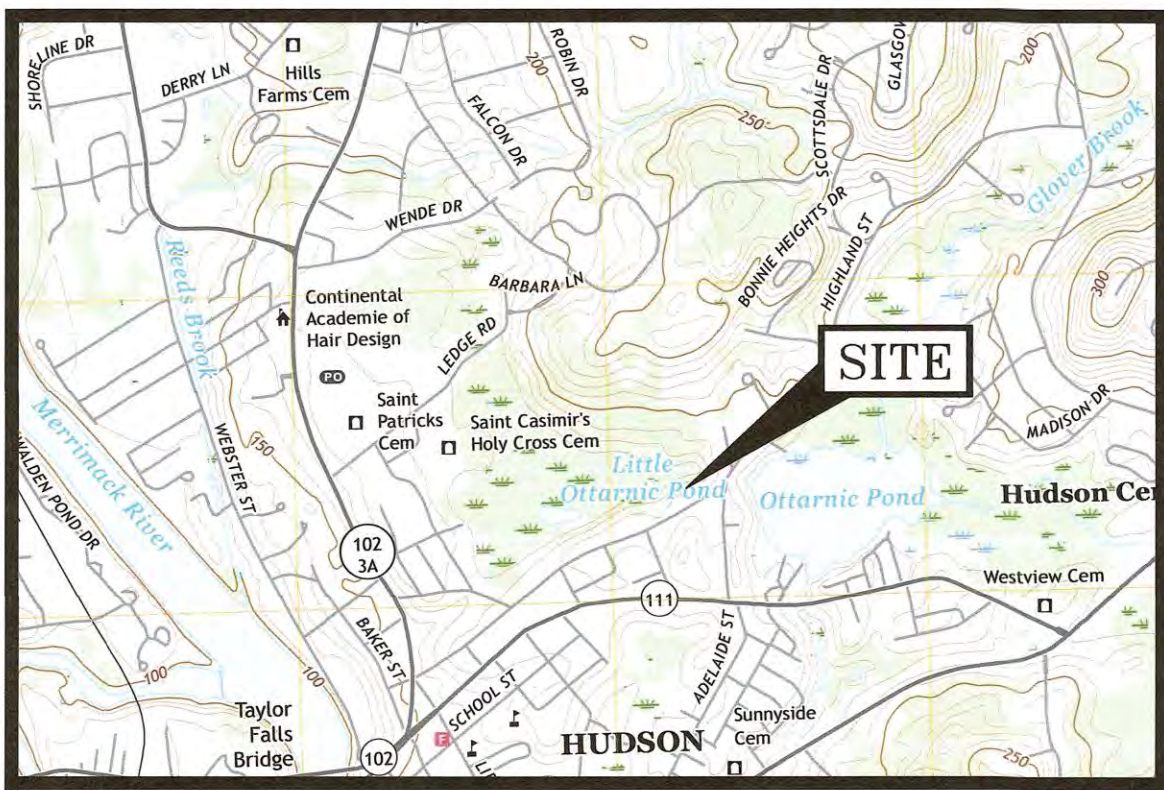 SHORELINE DR
DERRY LN
Hills
Farms Cem
200
ROBIN DR
FALCON DR
250
SCOTTSDALE DR
GLASGOV
200
Glover Brook
WENDE DR
BARBARA LN
BONNIE HEIGHTS DR
HIGHLAND ST
300
Reeds Brook
Continental
Academie of
Hair Design
LEDGE RD
SITE
PO
Saint
Patricks
Cem
Saint Casimir's
Holy Cross Cem
MADISON DR
Merrimack River
WALDEN POND DR
WEBSTER ST
150
Little
Ottarnic Pond
Ottarnic Pond
Hudson Cer
102
3A
111
Westview Cem
BAKER ST
ADELAIDE ST
100
100
SCHOOL ST
Taylor
Falls
Bridge
F
102
HUDSON
Sunnyside
Cem
250